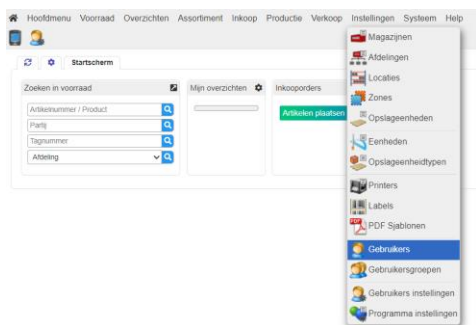 Hoofdmenu Voorraad Overzichten Assortiment Inkoop Productie Verkoop Instellingen Systeem Help
Startscherm
Zoeken in voorraad
Artikelnummer / Product
Partij
Tagnummer
Afdeling
Mijn overzichten
Inkooporders
Artikelen plaatsen
Magazijnen
Afdelingen
Locaties
Zones
Opslageenheden
Eenheden
Opslageenheidtypen
Printers
Labels
PDF Sjablonen
Gebruikers
Gebruikersgroepen
Gebruikers instellingen
Programma instellingen